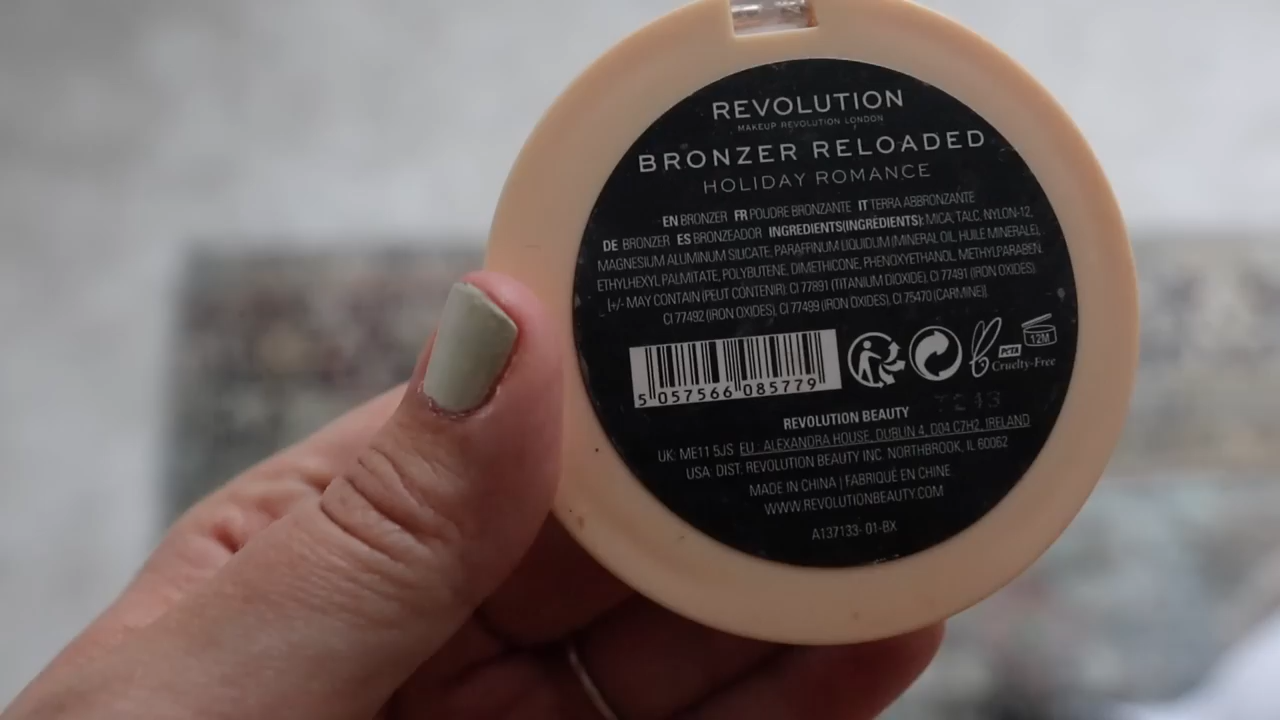 REVOLUTION
MAKEUP REVOLUTION LONDON
BRONZER RELOADED
HOLIDAY ROMANCE
EN BRONZER FR POUDRE BRONZANTE IT TERRA ABBRONZANTE
DE BRONZER ES BRONZEADOR INGREDIENTS(INGRÉDIENTS): MICA, TALC, NYLON-12,
MAGNESIUM ALUMINUM SILICATE, PARAFFINUM LIQUIDUM (MINERAL OIL, HUILE MINERALE),
ETHYLHEXYL PALMITATE, POLYBUTENE, DIMETHICONE, PHENOXYETHANOL, METHYLPARABEN.
[+/- MAY CONTAIN (PEUT CONTENIR): CI 77891 (TITANIUM DIOXIDE), CI 77491 (IRON OXIDES)
CI 77492 (IRON OXIDES), CI 77499 (IRON OXIDES), CI 75470 (CARMINE)].
5 057566 085779
12M
PETA
Cruelty-Free
REVOLUTION BEAUTY
UK: ME11 5JS EU: ALEXANDRA HOUSE, DUBLIN 4, D04 C7H2, IRELAND
USA: DIST. REVOLUTION BEAUTY INC NORTHBROOK, IL 60062
MADE IN CHINA | FABRIQUÉ EN CHINE
WWW.REVOLUTIONBEAUTY.COM
A137133- 01-BX